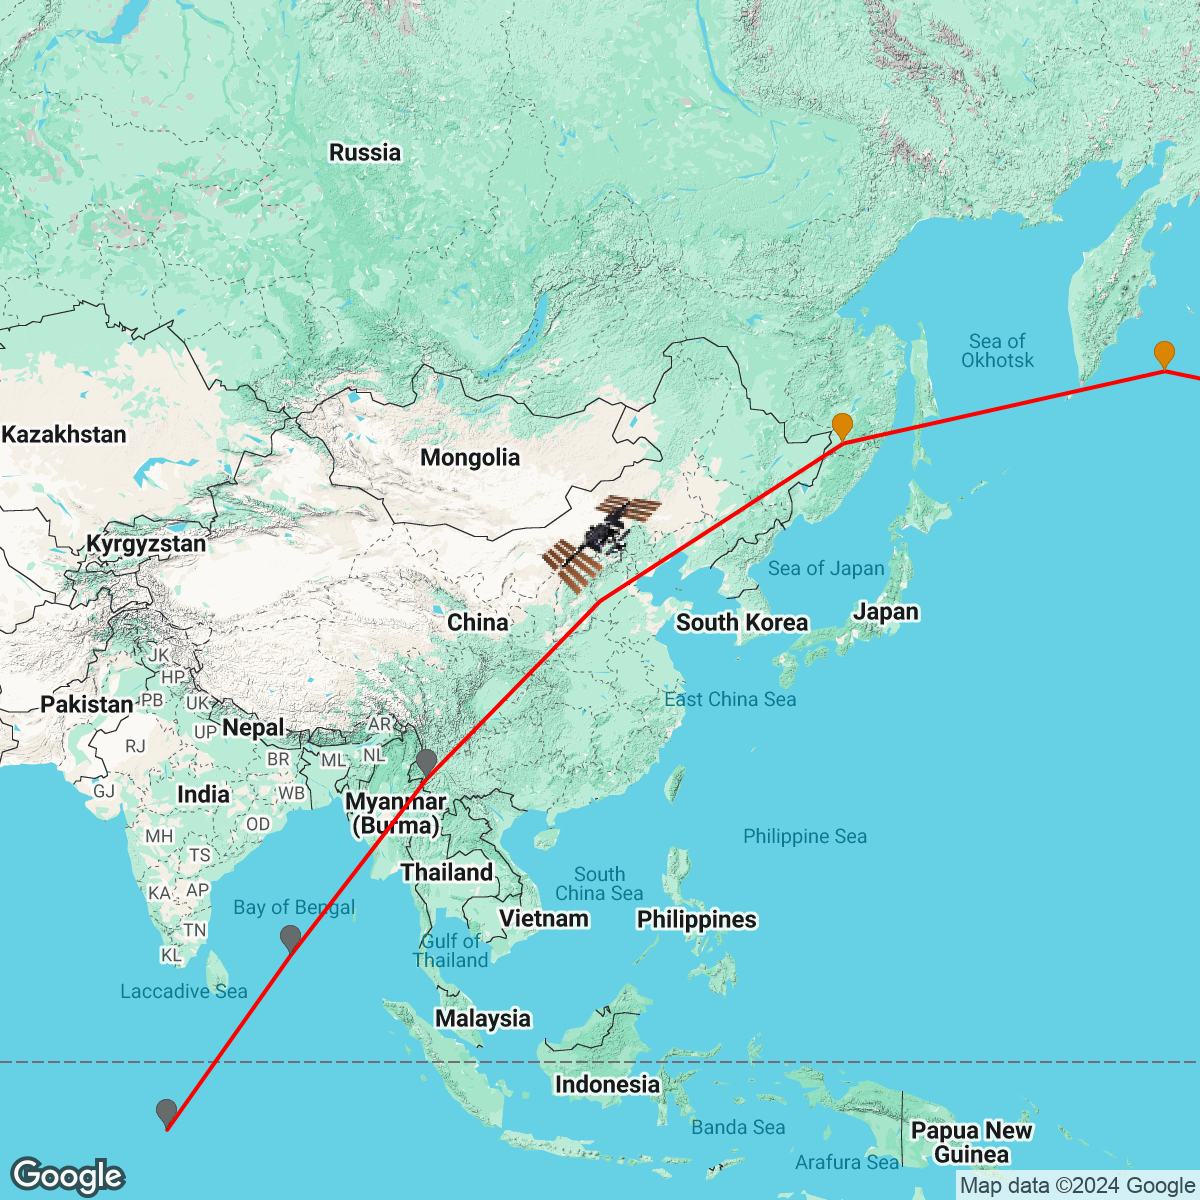 Russia
Sea of
Okhotsk
Kazakhstan
Mongolia
Kyrgyzstan
Sea of Japan
Japan
China
South Korea
JK
HP
PB
UK
Pakistan
East China Sea
Nepal
AR
UP
RJ
NL
BR
ML
GJ
India
WB
Myanmar
(Burma)
OD
MH
Philippine Sea
TS
Thailand
South
China Sea
KA
AP
Bay of Bengal
Vietnam
Philippines
TN
Gulf of
Thailand
KL
Laccadive Sea
Malaysia
Indonesia
Banda Sea
Papua New
Guinea
Arafura Sea
Google
Map data ©2024 Google